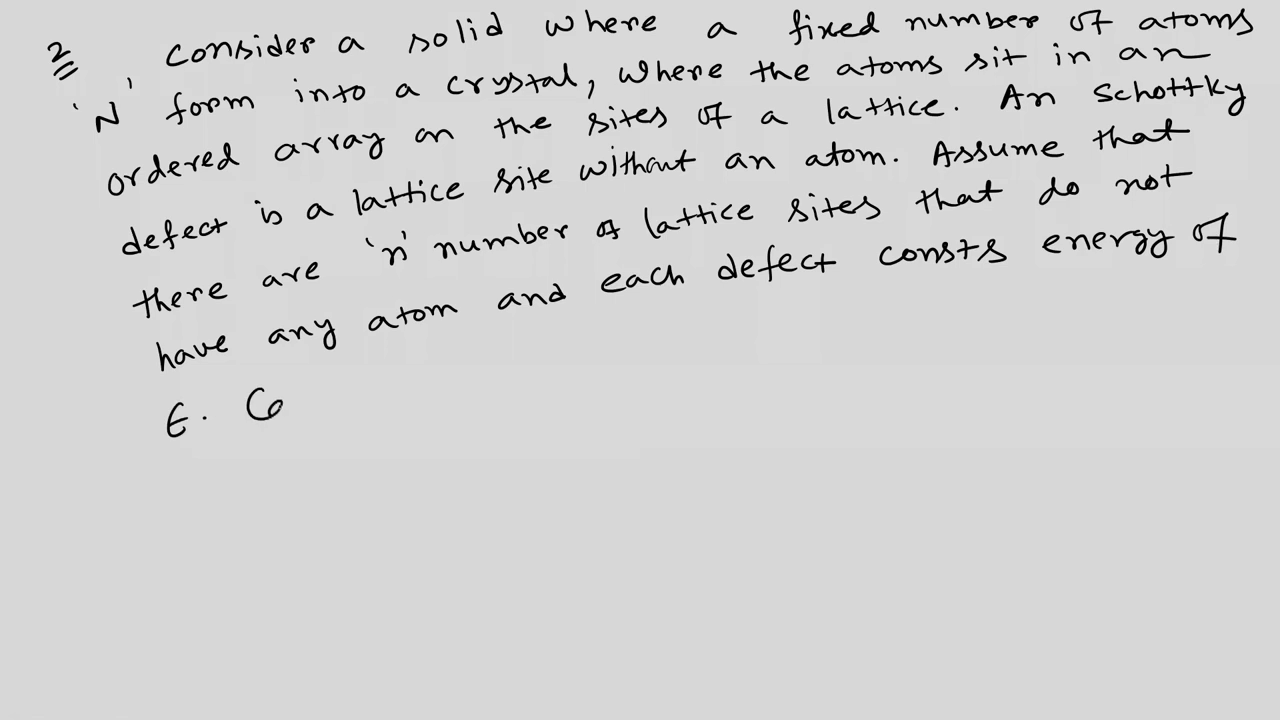 2 Consider a solid where a fixed number of atoms
'N' form into a crystal, where the atoms sit in an
ordered array on the sites of a lattice. An Schottky
defect is a lattice site without an atom. Assume that
there are 'n' number of lattice sites that do not
have any atom and each defect consts energy of
ϵ. Co